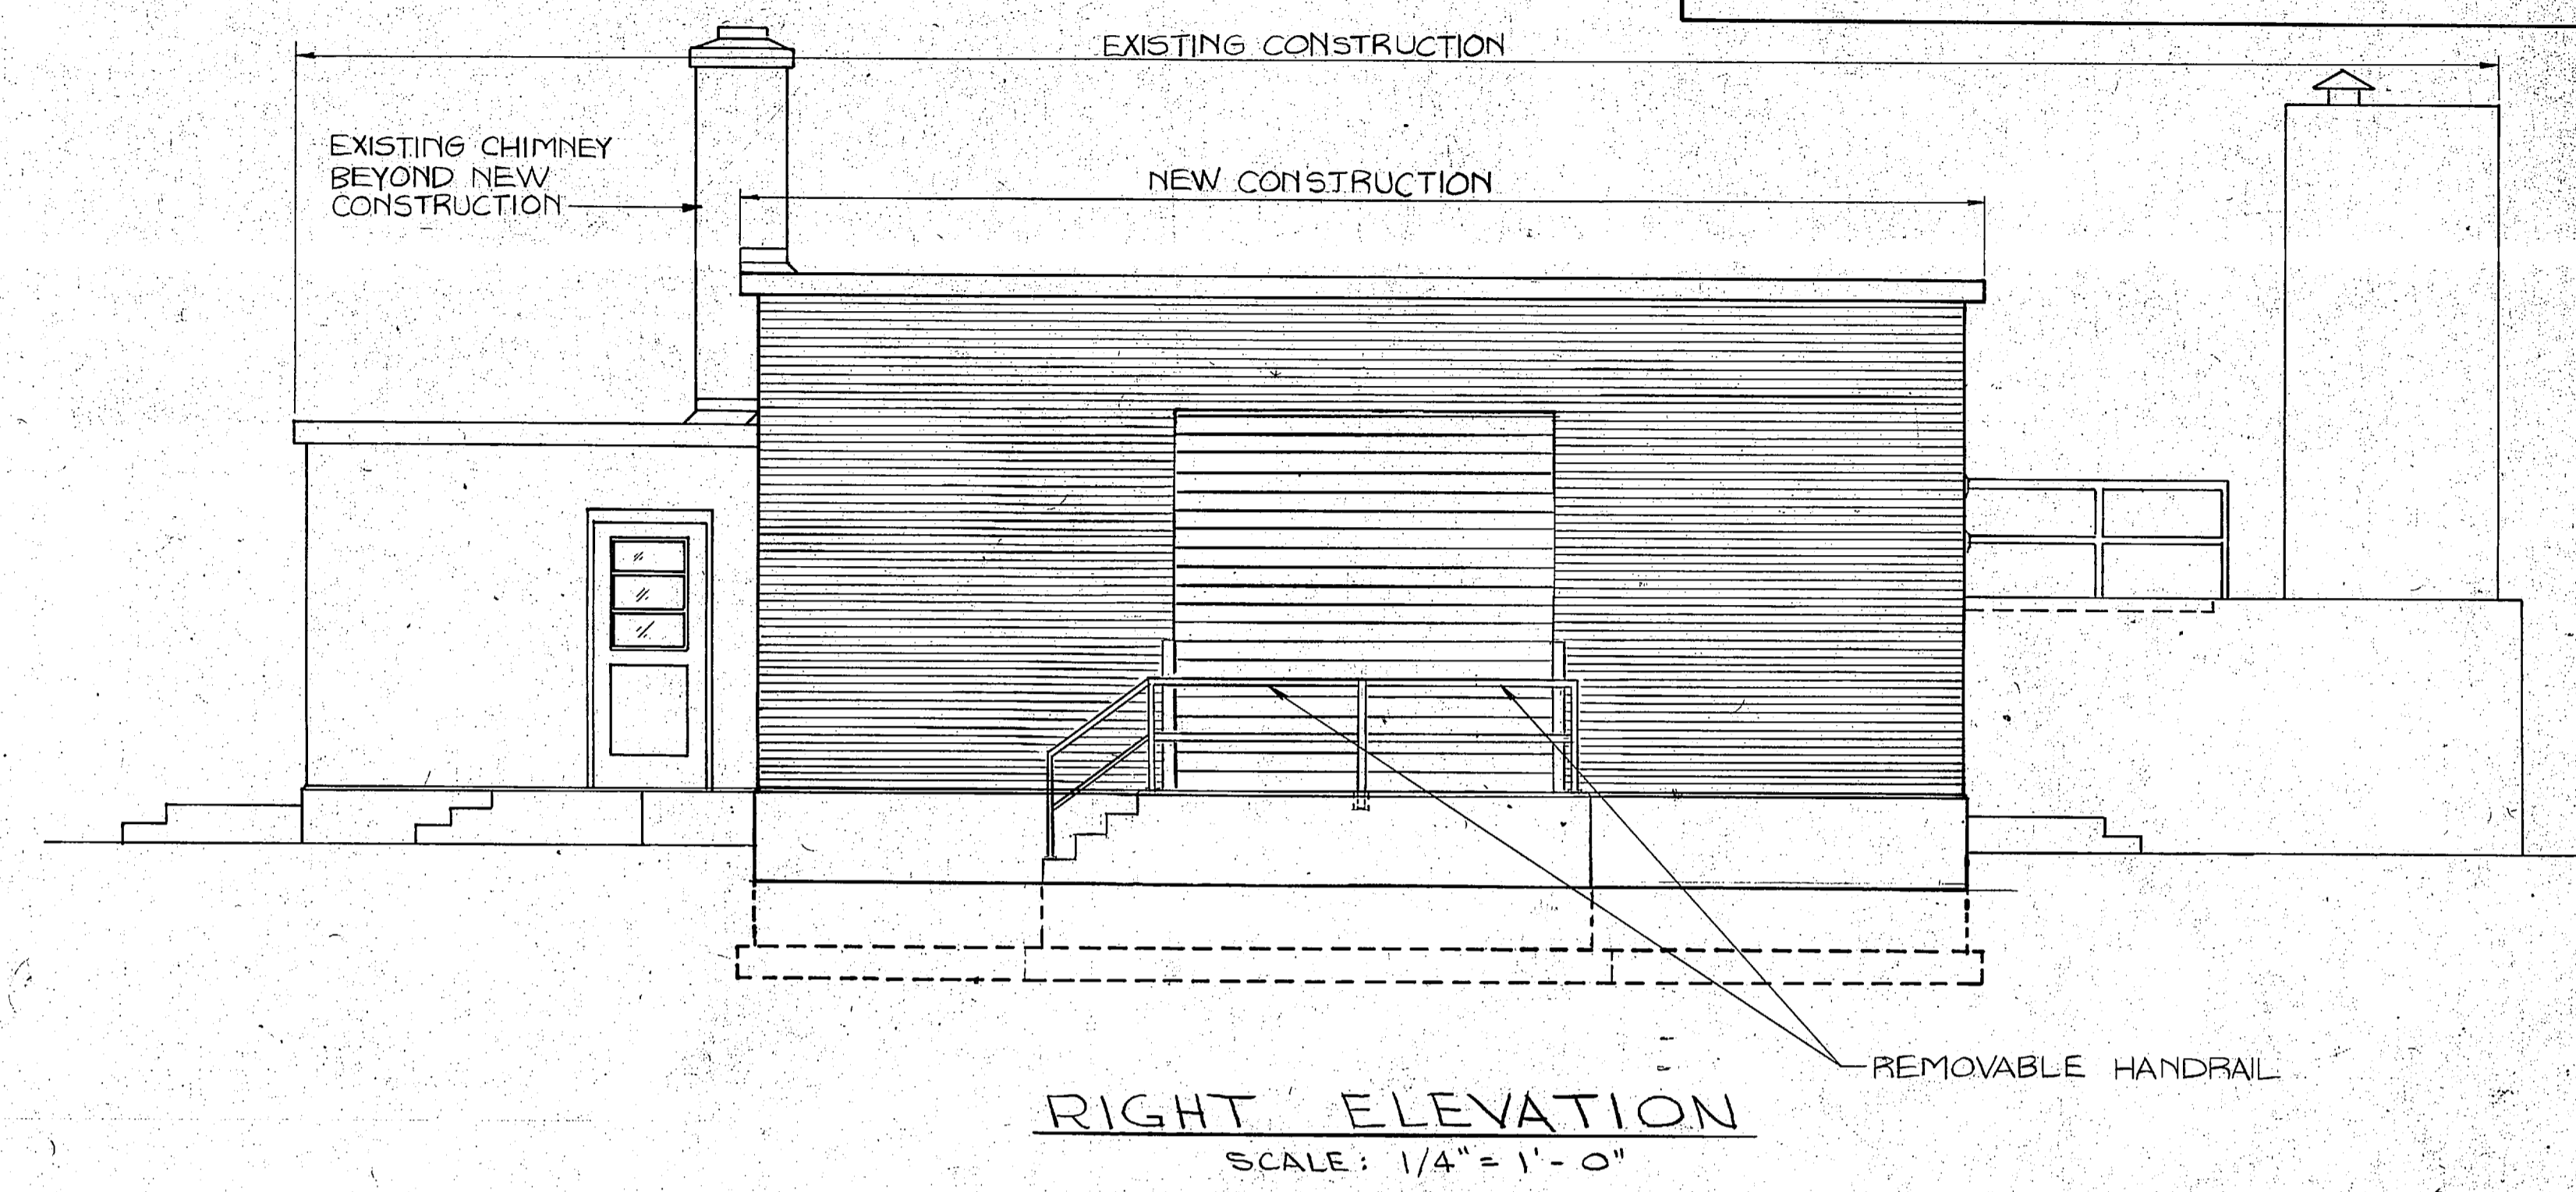 EXISTING CONSTRUCTION
EXISTING CHIMNEY
BEYOND NEW
CONSTRUCTION
NEW CONSTRUCTION
REMOVABLE HANDRAIL
RIGHT ELEVATION
SCALE: 1/4" = 1'- 0"